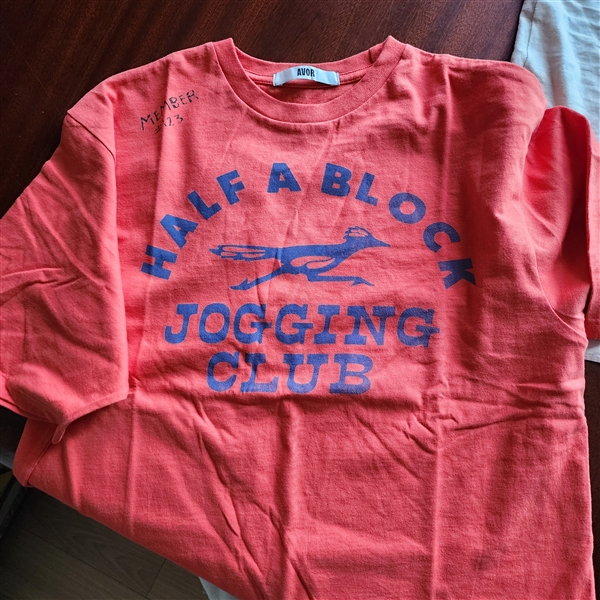 AVOR
MEMBER
#23
HALF A BLOCK
JOGGING
CLUB